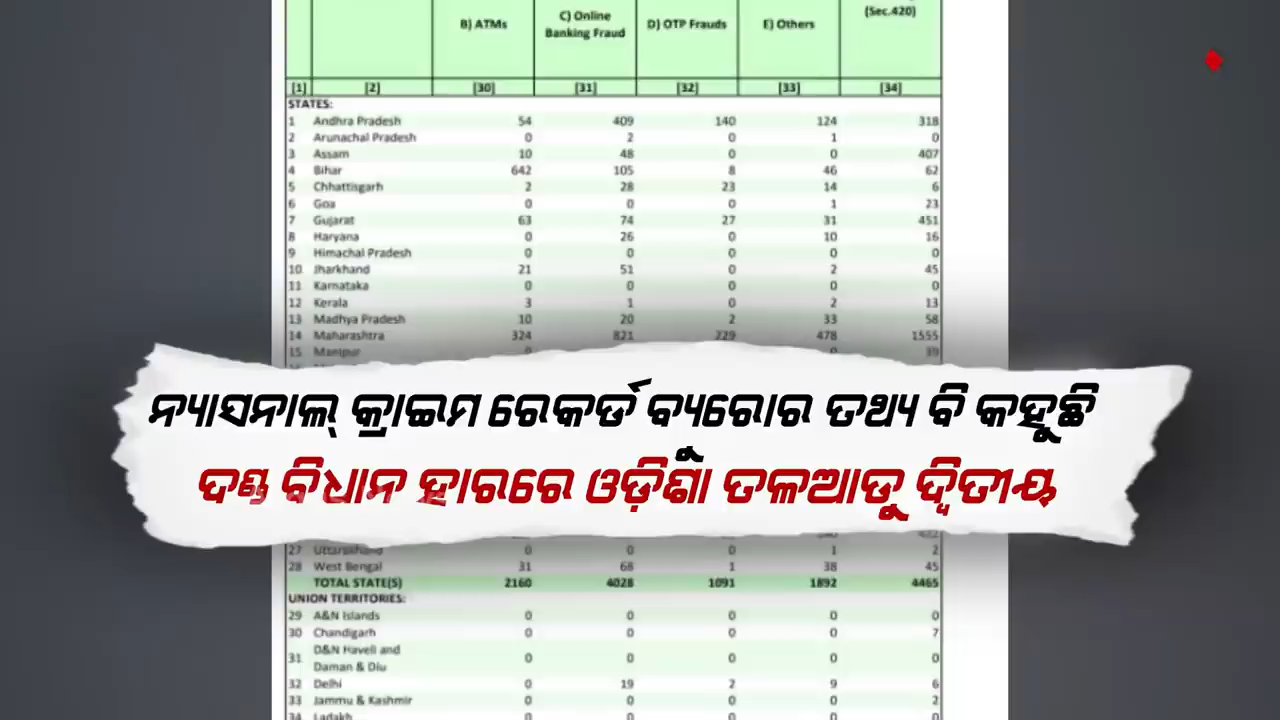 (Sec.420)
B) ATMs C) Online Banking Fraud D) OTP Frauds E) Others
[1] [2] [30] [31] [32] [33] [34]
STATES:
1 Andhra Pradesh 54 409 140 124 318
2 Arunachal Pradesh 0 2 0 1 0
3 Assam 10 48 0 0 407
4 Bihar 642 105 8 46 62
5 Chhattisgarh 2 28 23 14 6
6 Goa 0 0 0 1 23
7 Gujarat 63 74 27 31 451
8 Haryana 0 26 0 10 16
9 Himachal Pradesh 0 0 0 0 0
10 Jharkhand 21 51 0 2 45
11 Karnataka 0 0 0 0 0
12 Kerala 3 1 0 2 13
13 Madhya Pradesh 10 20 2 33 58
14 Maharashtra 324 821 229 478 1555
15 Manipur 39
ନ୍ୟାସନାଲ୍ କ୍ରାଇମ ରେକର୍ଡ ବ୍ୟୁରୋର ତଥ୍ୟ ବି କହୁଛି
ଦଣ୍ଡ ବିଧାନ ହାରରେ ଓଡ଼ିଶା ତଳଆଡୁ ଦ୍ୱିତୀୟ
27 Uttarakhand 0 0 0 1 2
28 West Bengal 31 68 1 38 45
TOTAL STATE(S) 2160 4028 1091 1892 4465
UNION TERRITORIES:
29 A&N Islands 0 0 0 0 0
30 Chandigarh 0 0 0 0 7
31 D&N Haveli and Daman & Diu 0 0 0 0 0
32 Delhi 0 19 2 9 6
33 Jammu & Kashmir 0 0 0 0 2
34 Ladakh